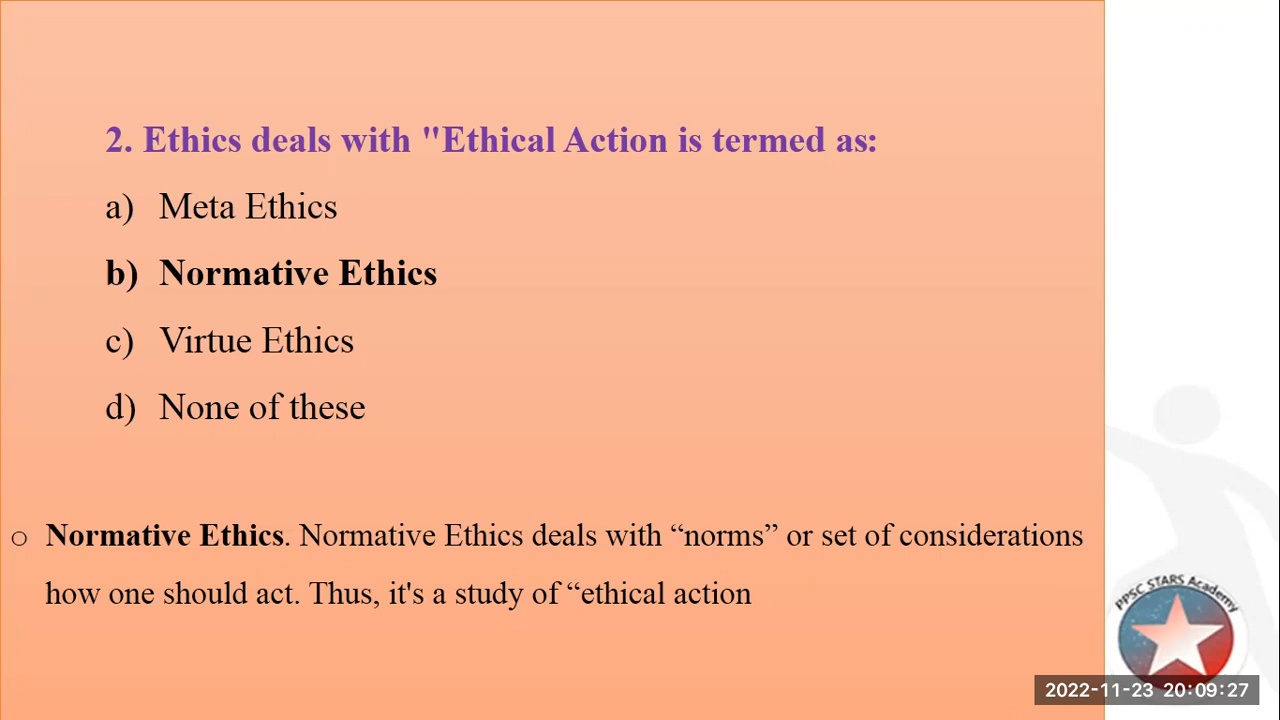 2. Ethics deals with "Ethical Action is termed as:
a) Meta Ethics
b) Normative Ethics
c) Virtue Ethics
d) None of these
○ Normative Ethics. Normative Ethics deals with “norms” or set of considerations
how one should act. Thus, it's a study of “ethical action
PPSC STARS Academy
2022-11-23 20:09:27